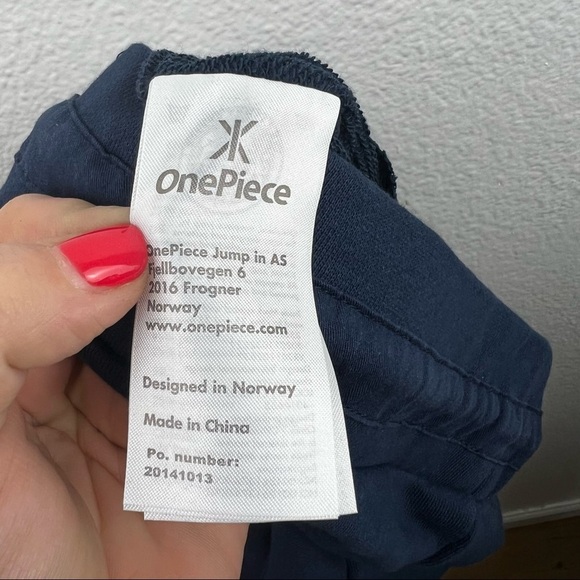 OnePiece
OnePiece Jump in AS
Fjellbovegen 6
2016 Frogner
Norway
www.onepiece.com
Designed in Norway
Made in China
Po. number:
20141013